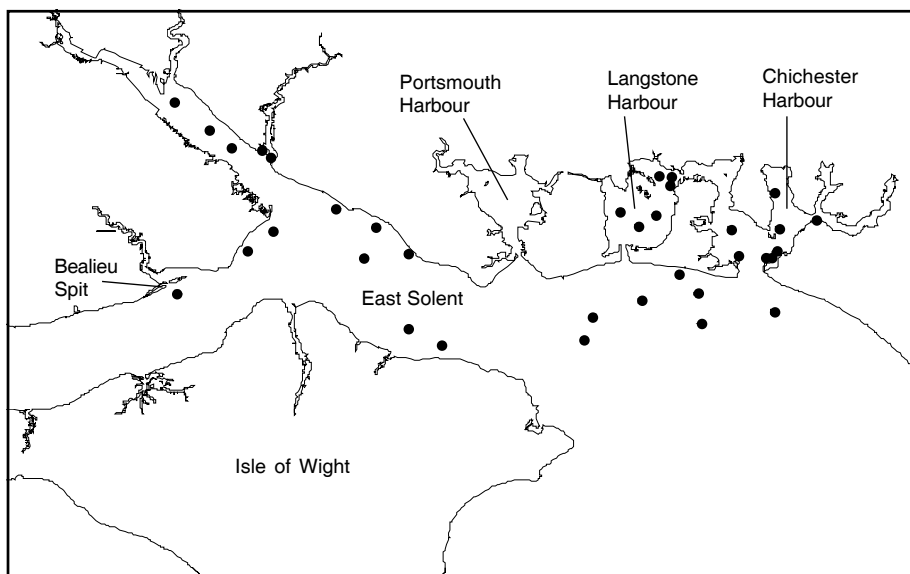 Portsmouth
Harbour
Langstone
Harbour
Chichester
Harbour
Bealieu
Spit
East Solent
Isle of Wight